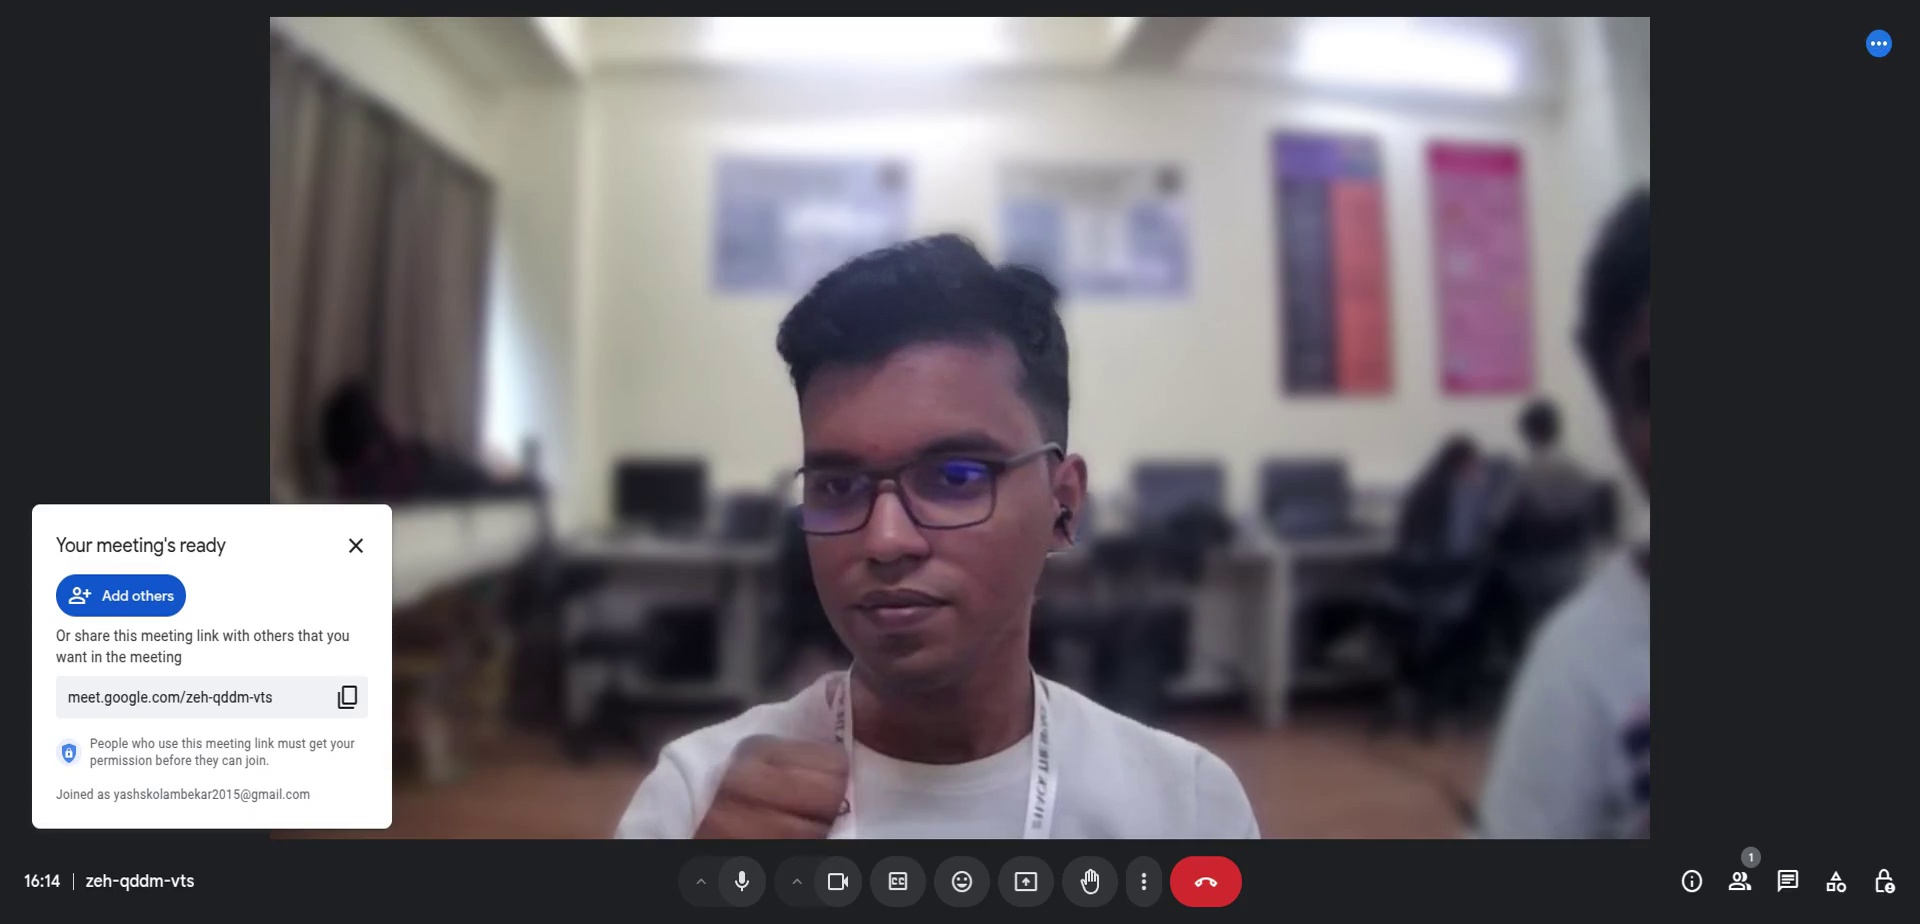 Your meeting's ready
Add others
Or share this meeting link with others that you
want in the meeting
meet.google.com/zeh-qddm-vts
People who use this meeting link must get your
permission before they can join.
Joined as yashskolambekar2015@gmail.com
16:14 | zeh-qddm-vts
CC
1